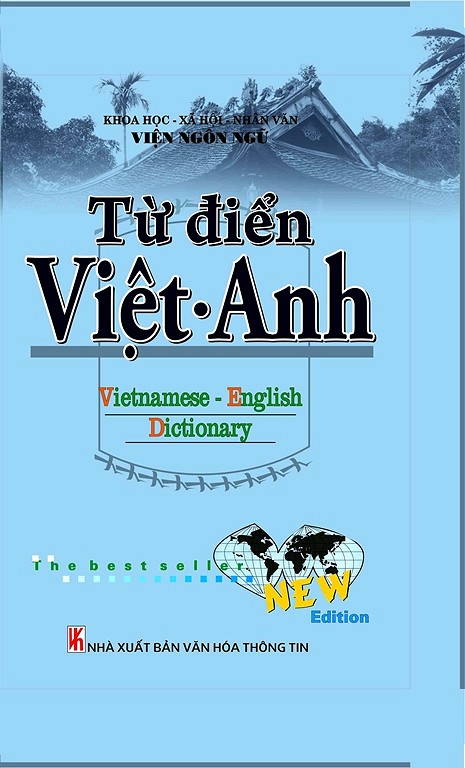 KHOA HỌC - XÃ HỘI - NHÂN VĂN
VIỆN NGÔN NGỮ
Từ điển
Việt·Anh
Vietnamese - English
Dictionary
The best seller
NEW
Edition
NHÀ XUẤT BẢN VĂN HÓA THÔNG TIN